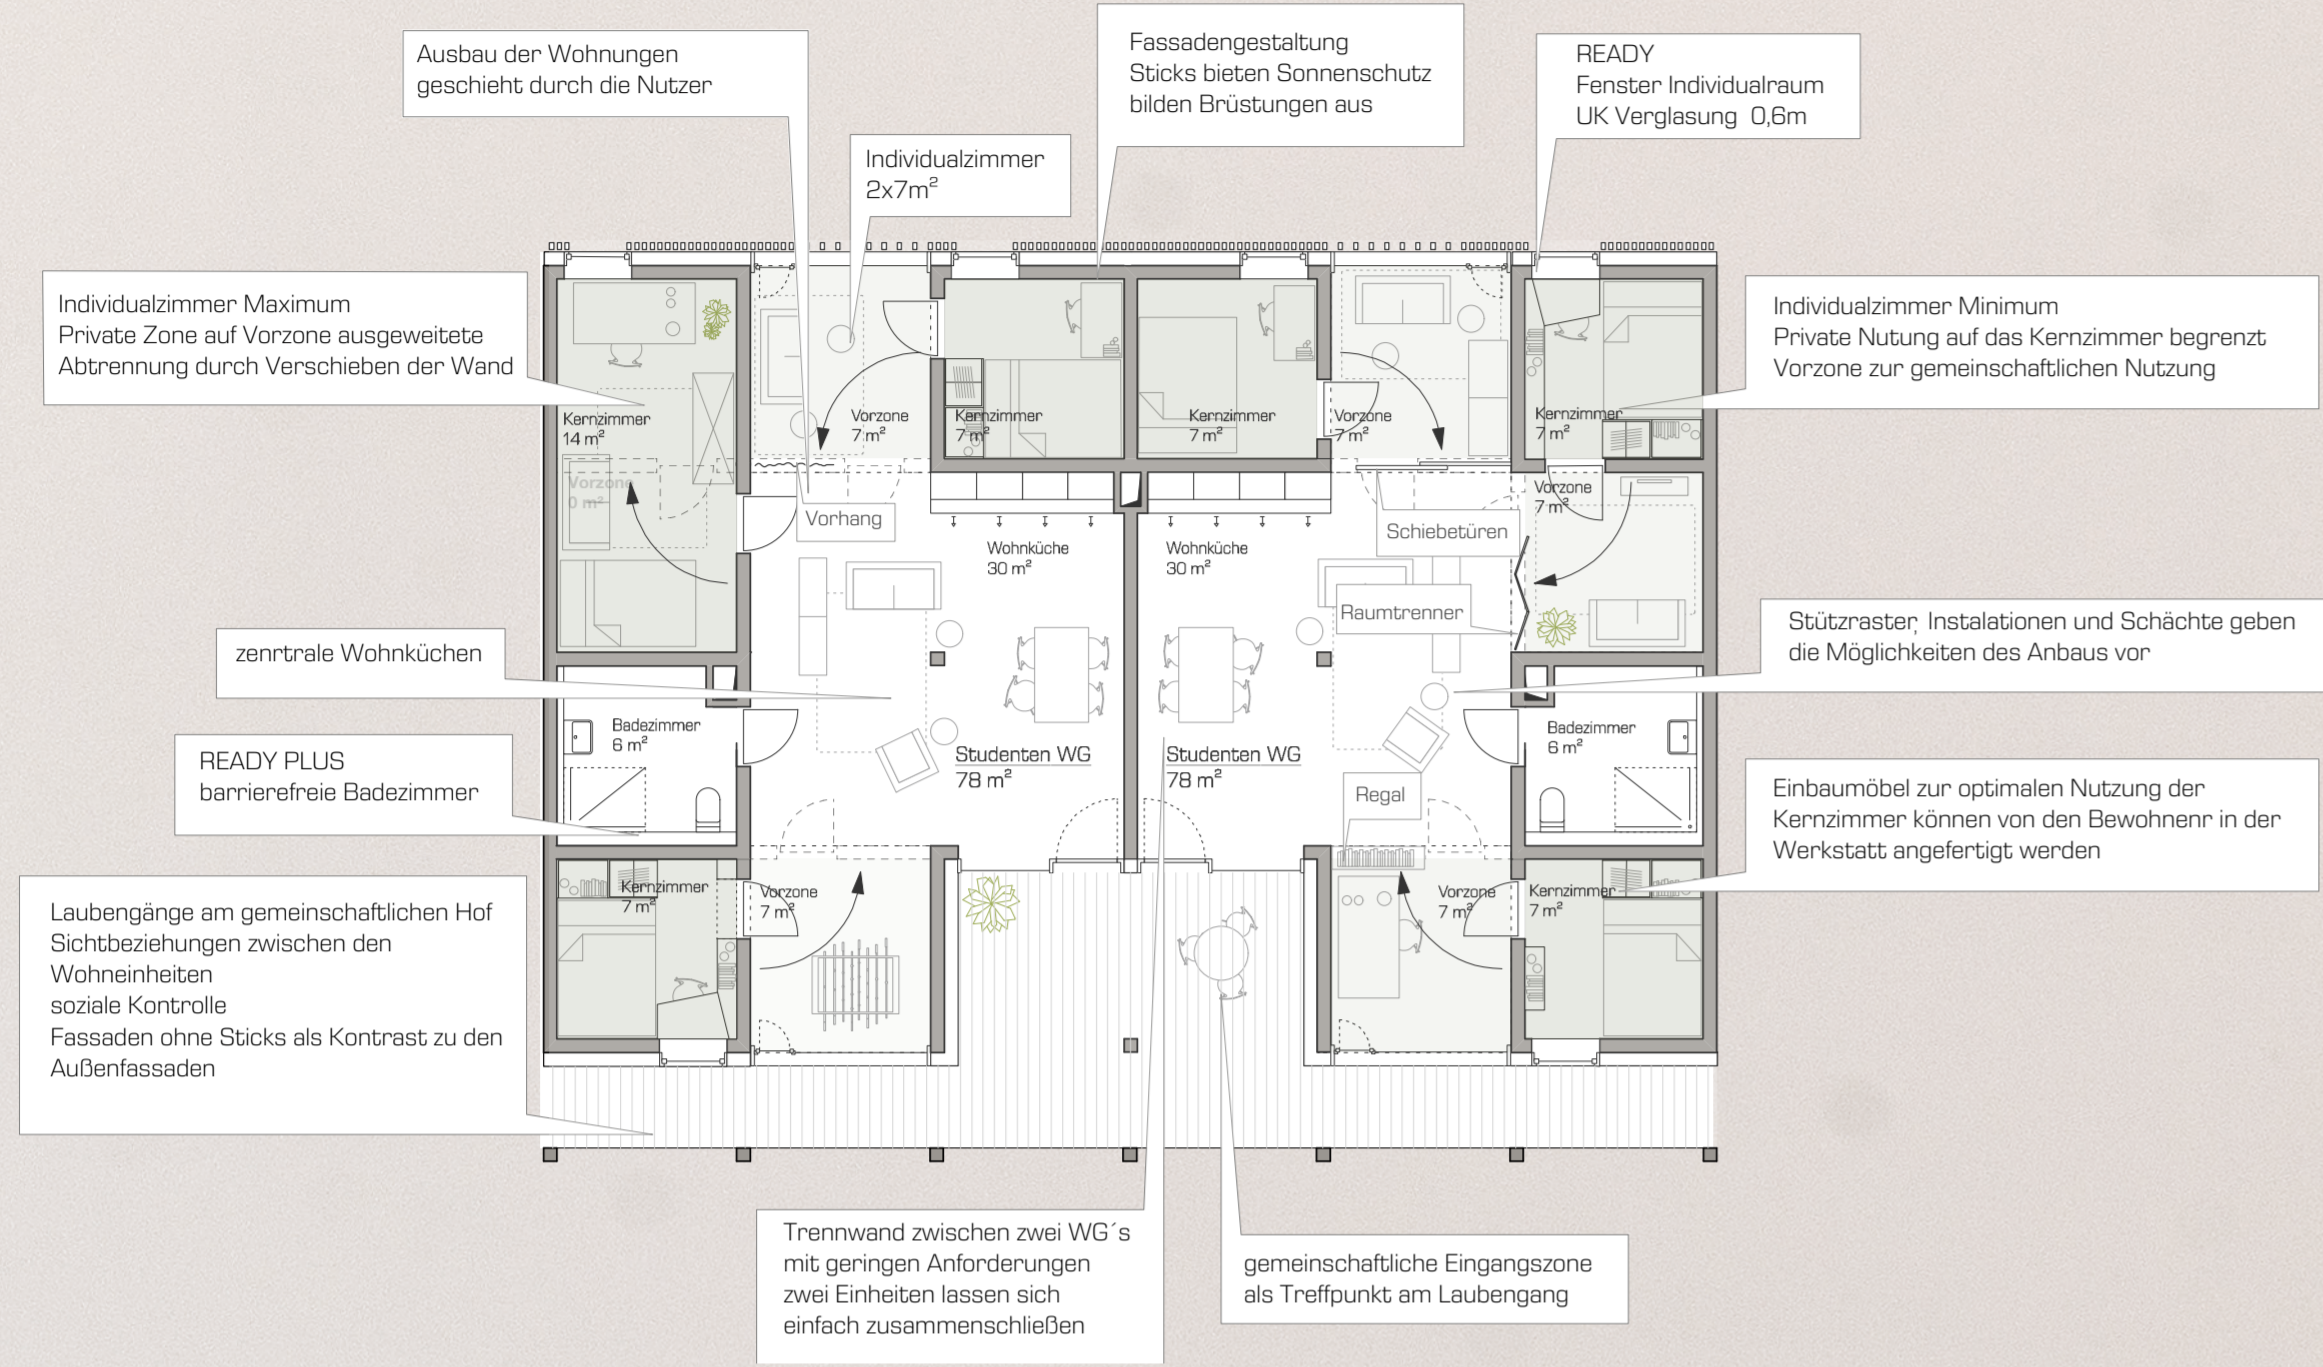 Ausbau der Wohnungen
geschieht durch die Nutzer
Fassadengestaltung
Sticks bieten Sonnenschutz
bilden Brüstungen aus
READY
Fenster Individualraum
UK Verglasung 0,6m
Individualzimmer
2x7m²
Individualzimmer Maximum
Private Zone auf Vorzone ausgeweitete
Abtrennung durch Verschieben der Wand
Individualzimmer Minimum
Private Nutung auf das Kernzimmer begrenzt
Vorzone zur gemeinschaftlichen Nutzung
Kernzimmer
14 m²
Vorzone
7 m²
Kernzimmer
7 m²
Kernzimmer
7 m²
Vorzone
7 m²
Kernzimmer
7 m²
Vorzone
0 m²
Vorzone
7 m²
Vorhang
Schiebetüren
Wohnküche
30 m²
Wohnküche
30 m²
Raumtrenner
zenrtrale Wohnküchen
Stützraster, Instalationen und Schächte geben
die Möglichkeiten des Anbaus vor
Badezimmer
6 m²
Studenten WG
78 m²
Studenten WG
78 m²
Badezimmer
6 m²
READY PLUS
barrierefreie Badezimmer
Regal
Einbaumöbel zur optimalen Nutzung der
Kernzimmer können von den Bewohnenr in der
Werkstatt angefertigt werden
Kernzimmer
7 m²
Vorzone
7 m²
Vorzone
7 m²
Kernzimmer
7 m²
Laubengänge am gemeinschaftlichen Hof
Sichtbeziehungen zwischen den
Wohneinheiten
soziale Kontrolle
Fassaden ohne Sticks als Kontrast zu den
Außenfassaden
Trennwand zwischen zwei WG´s
mit geringen Anforderungen
zwei Einheiten lassen sich
einfach zusammenschließen
gemeinschaftliche Eingangszone
als Treffpunkt am Laubengang